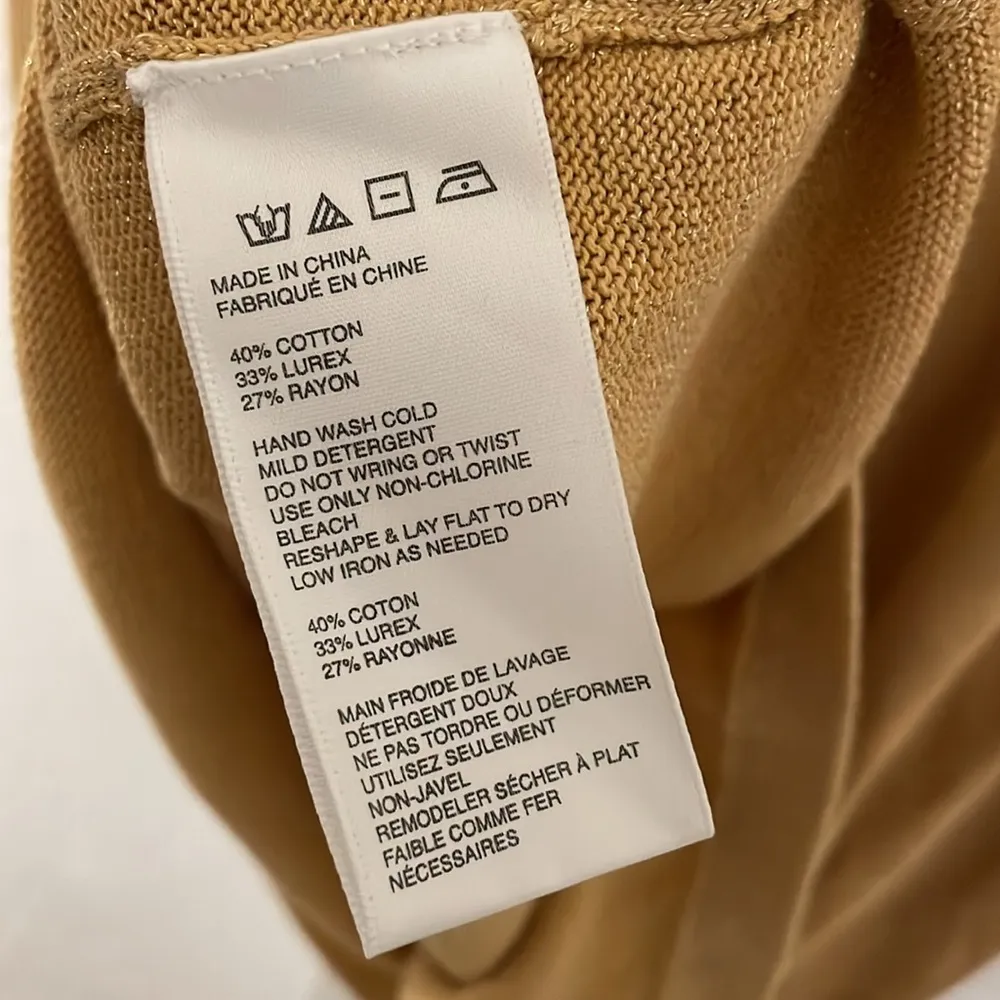 MADE IN CHINA
FABRIQUÉ EN CHINE
40% COTTON
33% LUREX
27% RAYON
HAND WASH COLD
MILD DETERGENT
DO NOT WRING OR TWIST
USE ONLY NON-CHLORINE
BLEACH
RESHAPE & LAY FLAT TO DRY
LOW IRON AS NEEDED
40% COTON
33% LUREX
27% RAYONNE
MAIN FROIDE DE LAVAGE
DÉTERGENT DOUX
NE PAS TORDRE OU DÉFORMER
UTILISEZ SEULEMENT
NON-JAVEL
REMODELER SÉCHER À PLAT
FAIBLE COMME FER
NÉCESSAIRES